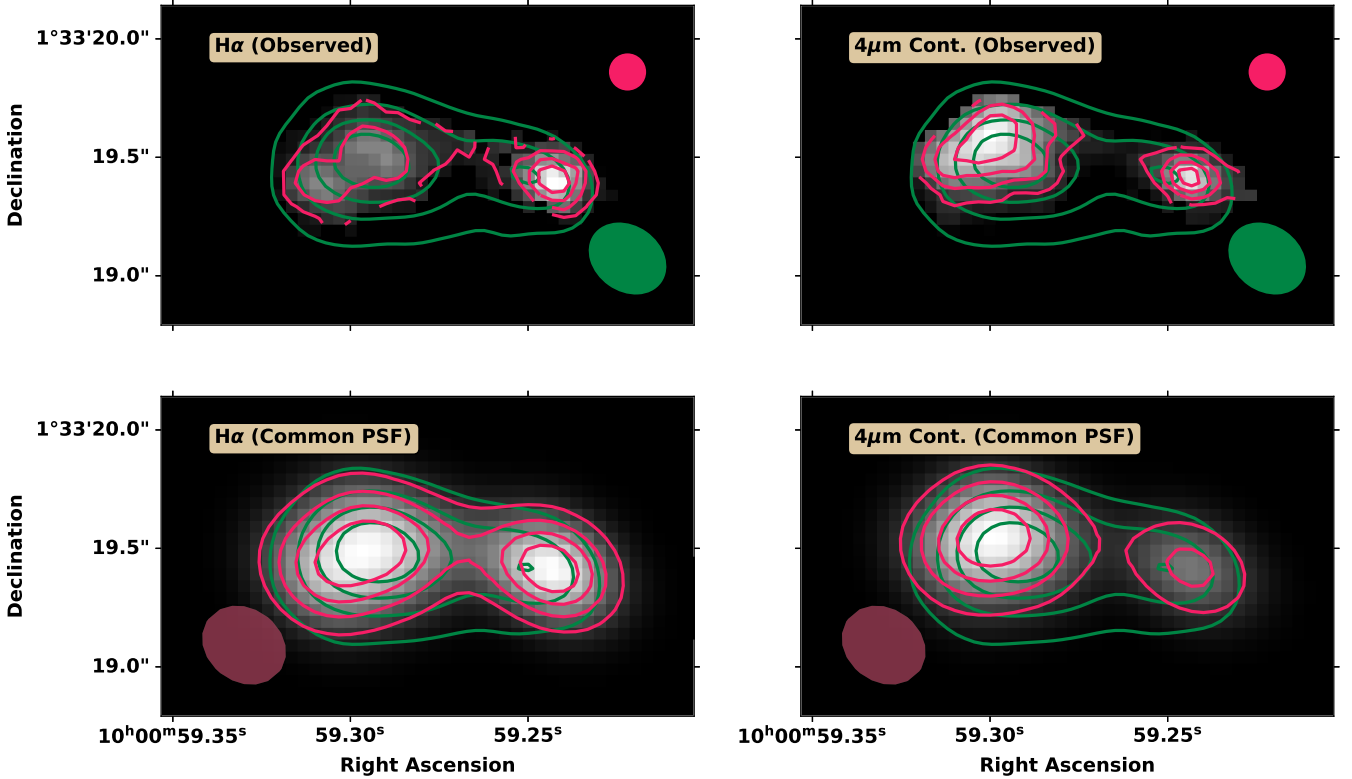 Hα (Observed)
4μm Cont. (Observed)
1°33'20.0"
19.5"
19.0"
Declination
Hα (Common PSF)
4μm Cont. (Common PSF)
1°33'20.0"
19.5"
19.0"
Declination
10ʰ00ᵐ59.35ˢ
59.30ˢ
59.25ˢ
10ʰ00ᵐ59.35ˢ
59.30ˢ
59.25ˢ
Right Ascension
Right Ascension